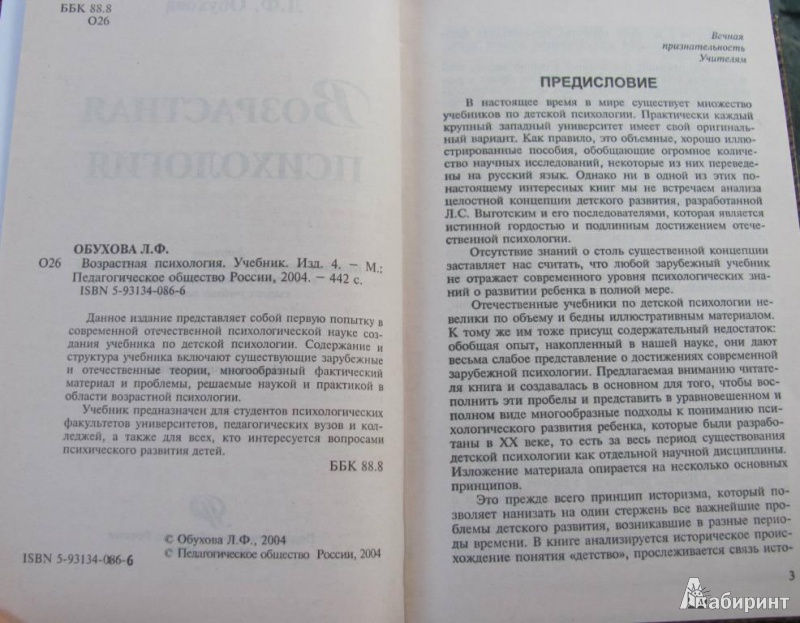 ББК 88.8
О26
ОБУХОВА Л.Ф.
О26 Возрастная психология. Учебник. Изд. 4. – М.:
Педагогическое общество России, 2004. – 442 с.
ISBN 5-93134-086-6
Данное издание представляет собой первую попытку в
современной отечественной психологической науке соз-
дания учебника по детской психологии. Содержание и
структура учебника включают существующие зарубежные
и отечественные теории, многообразный фактический
материал и проблемы, решаемые наукой и практикой в
области возрастной психологии.
Учебник предназначен для студентов психологических
факультетов университетов, педагогических вузов и кол-
леджей, а также для всех, кто интересуется вопросами
психического развития детей.
ББК 88.8
© Обухова Л.Ф., 2004
© Педагогическое общество России, 2004
ISBN 5-93134-086-6
Вечная
признательность
Учителям
ПРЕДИСЛОВИЕ
В настоящее время в мире существует множество
учебников по детской психологии. Практически каждый
крупный западный университет имеет свой оригиналь-
ный вариант. Как правило, это объемные, хорошо иллю-
стрированные пособия, обобщающие огромное количе-
ство научных исследований, некоторые из них переведе-
ны на русский язык. Однако ни в одной из этих по-
настоящему интересных книг мы не встречаем анализа
целостной концепции детского развития, разработанной
Л.С. Выготским и его последователями, которая является
истинной гордостью и подлинным достижением отече-
ственной психологии.
Отсутствие знаний о столь существенной концепции
заставляет нас считать, что любой зарубежный учебник
не отражает современного уровня психологических зна-
ний о развитии ребенка в полной мере.
Отечественные учебники по детской психологии не-
велики по объему и бедны иллюстративным материалом.
К тому же им тоже присущ содержательный недостаток:
обобщая опыт, накопленный в нашей науке, они дают
весьма слабое представление о достижениях современной
зарубежной психологии. Предлагаемая вниманию читате-
ля книга и создавалась в основном для того, чтобы вос-
полнить эти пробелы и представить в уравновешенном и
полном виде многообразные подходы к пониманию пси-
хологического развития ребенка, которые были разрабо-
таны в XX веке, то есть за весь период существования
детской психологии как отдельной научной дисциплины.
Изложение материала опирается на несколько основных
принципов.
Это прежде всего принцип историзма, который поз-
воляет нанизать на один стержень все важнейшие про-
блемы детского развития, возникавшие в разные перио-
ды времени. В книге анализируется историческое проис-
хождение понятия «детство», прослеживается связь исто-
3
Лабиринт